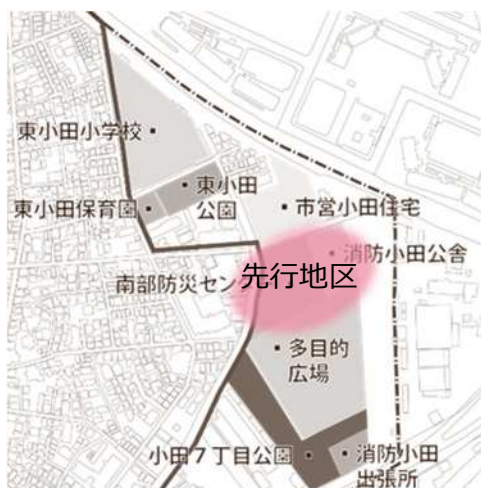 東小田小学校
東小田
公園
東小田保育園
市営小田住宅
消防小田公舎
先行地区
南部防災セン
多目的
広場
小田７丁目公園
消防小田
出張所